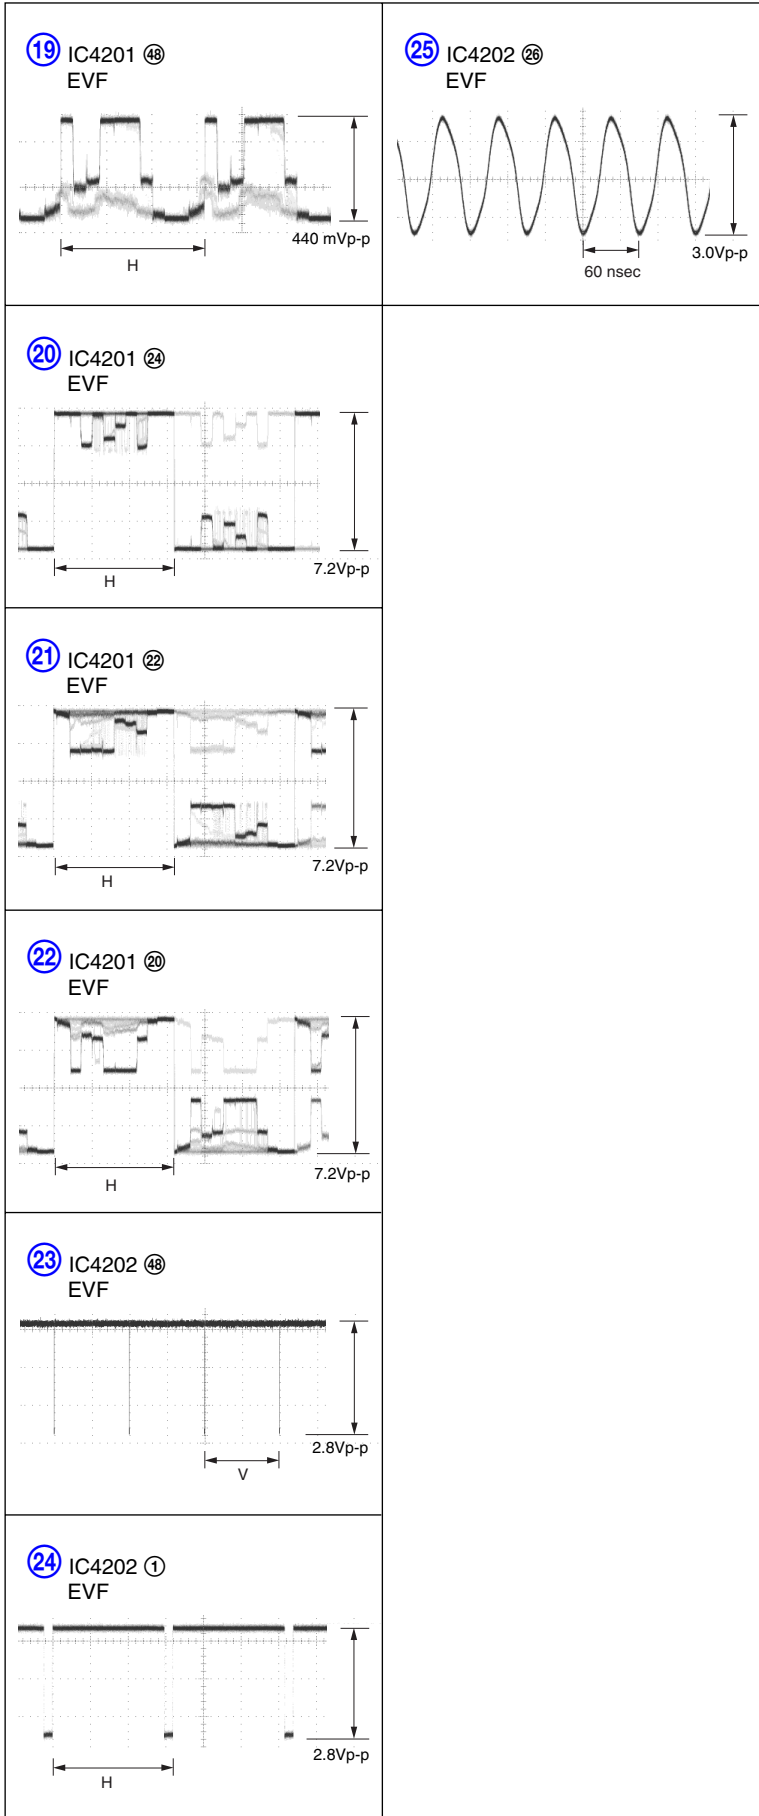 ⑲ IC4201 ㊽
EVF
440 mVp-p
H
⑳ IC4201 ㉔
EVF
7.2Vp-p
H
㉑ IC4201 ㉒
EVF
7.2Vp-p
H
㉒ IC4201 ⑳
EVF
7.2Vp-p
H
㉓ IC4202 ㊽
EVF
2.8Vp-p
V
㉔ IC4202 ①
EVF
2.8Vp-p
H
㉕ IC4202 ㉖
EVF
3.0Vp-p
60 nsec